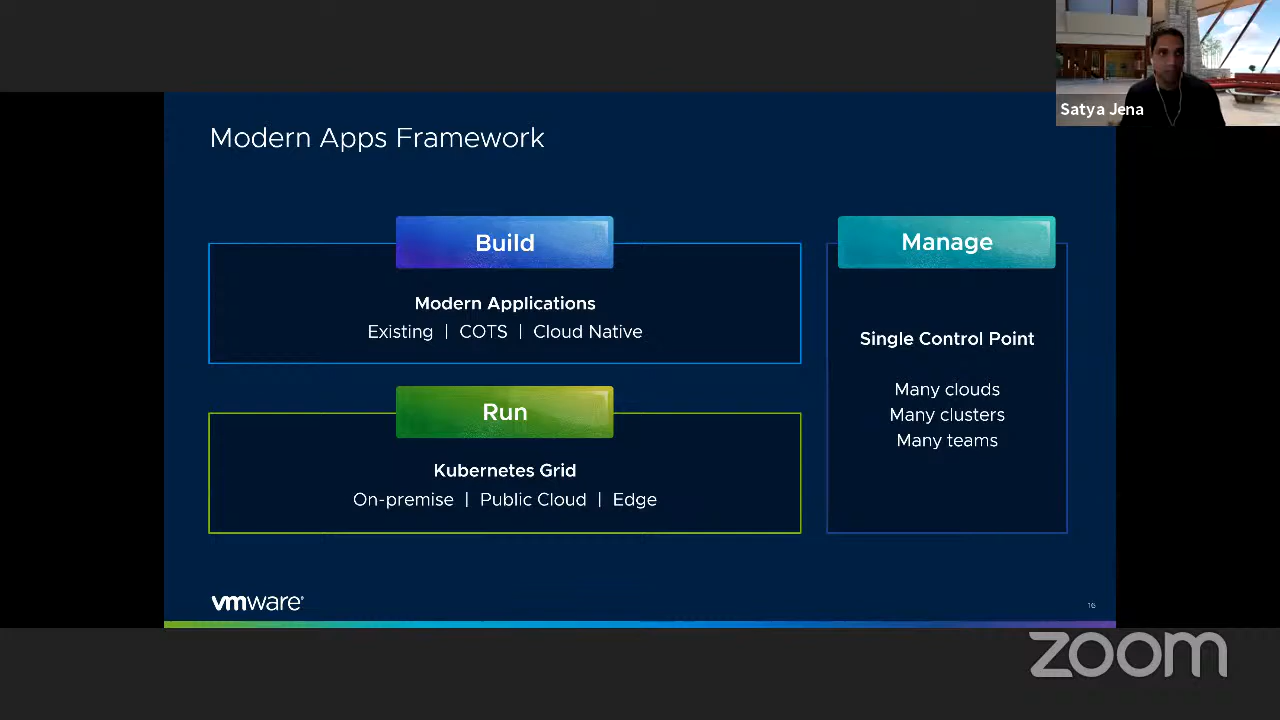 Satya Jena
Modern Apps Framework
Build
Modern Applications
Existing | COTS | Cloud Native
Run
Kubernetes Grid
On-premise | Public Cloud | Edge
Manage
Single Control Point
Many clouds
Many clusters
Many teams
vmware®
16
zoom